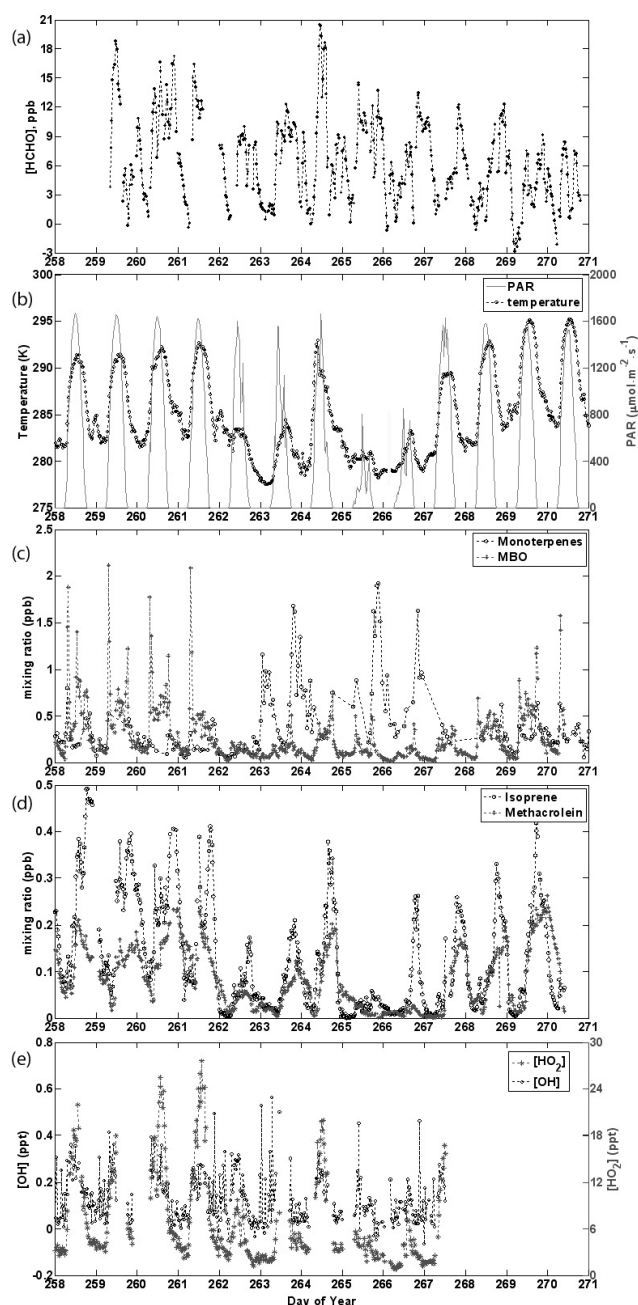 (a)
[HCHO], ppb
21
18
15
12
9
6
3
0
-3
258 259 260 261 262 263 264 265 266 267 268 269 270 271
(b)
Temperature (K)
300
295
290
285
280
275
PAR
temperature
2000
1600
1200
800
400
0
PAR (μmol·m⁻²·s⁻¹)
258 259 260 261 262 263 264 265 266 267 268 269 270 271
(c)
mixing ratio (ppb)
2.5
2
1.5
1
0.5
0
Monoterpenes
MBO
258 259 260 261 262 263 264 265 266 267 268 269 270 271
(d)
mixing ratio (ppb)
0.5
0.4
0.3
0.2
0.1
0
Isoprene
Methacrolein
258 259 260 261 262 263 264 265 266 267 268 269 270 271
(e)
[OH] (ppt)
0.8
0.6
0.4
0.2
0
-0.2
[HO₂]
[OH]
30
24
18
12
6
0
[HO₂] (ppt)
258 259 260 261 262 263 264 265 266 267 268 269 270 271
Day of Year